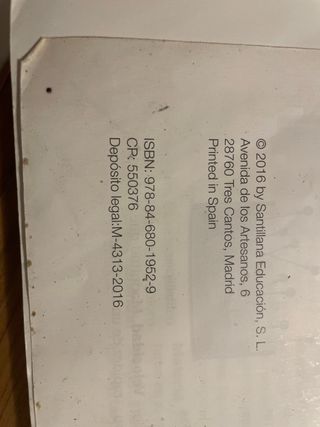 © 2016 by Santillana Educación, S. L.
Avenida de los Artesanos, 6
28760 Tres Cantos, Madrid
Printed in Spain
ISBN: 978-84-680-1952-9
CP: 550376
Depósito legal:M-4313-2016